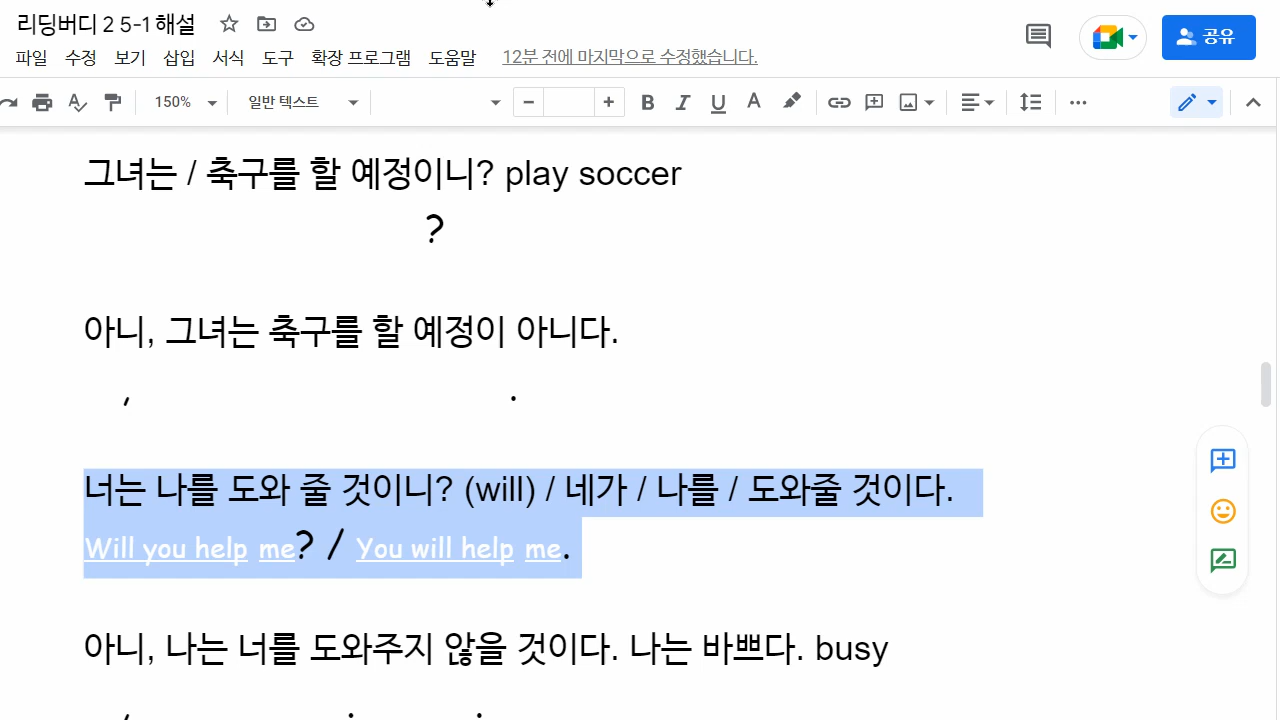 리딩버디 2 5-1 해설
파일 수정 보기 삽입 서식 도구 확장 프로그램 도움말 12분 전에 마지막으로 수정했습니다.
공유
150% 일반 텍스트 − + B I U A
그녀는 / 축구를 할 예정이니? play soccer
?
아니, 그녀는 축구를 할 예정이 아니다.
, .
너는 나를 도와 줄 것이니? (will) / 네가 / 나를 / 도와줄 것이다.
Will you help me? / You will help me.
아니, 나는 너를 도와주지 않을 것이다. 나는 바쁘다. busy
, . .